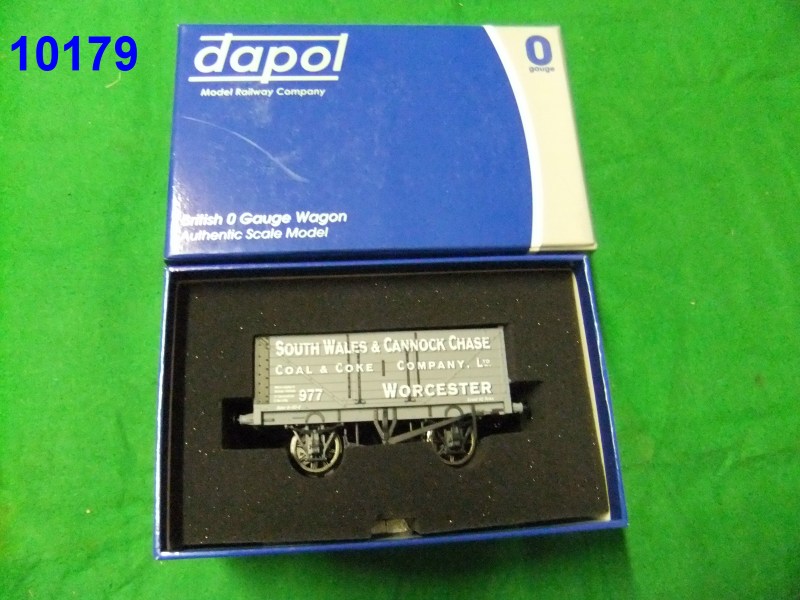 10179
dapol
Model Railway Company
0
gauge
British 0 Gauge Wagon
Authentic Scale Model
SOUTH WALES & CANNOCK CHASE
COAL & COKE COMPANY, LTD
977 WORCESTER